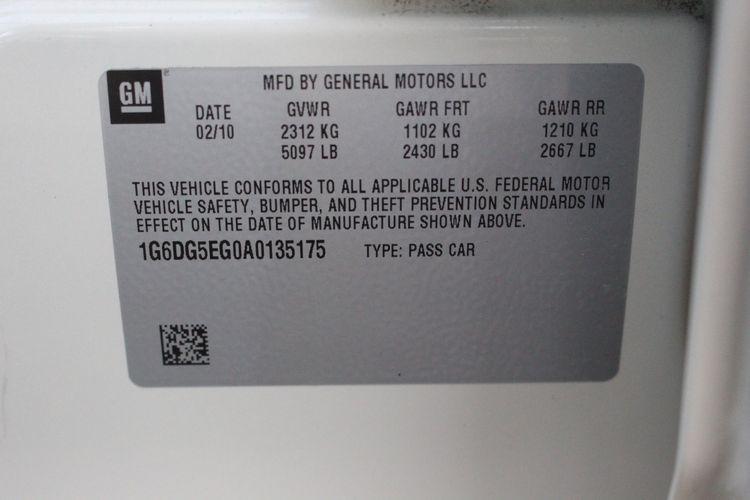 GM
MFD BY GENERAL MOTORS LLC
DATE GVWR GAWR FRT GAWR RR
02/10 2312 KG 1102 KG 1210 KG
5097 LB 2430 LB 2667 LB
THIS VEHICLE CONFORMS TO ALL APPLICABLE U.S. FEDERAL MOTOR
VEHICLE SAFETY, BUMPER, AND THEFT PREVENTION STANDARDS IN
EFFECT ON THE DATE OF MANUFACTURE SHOWN ABOVE.
1G6DG5EG0A0135175 TYPE: PASS CAR